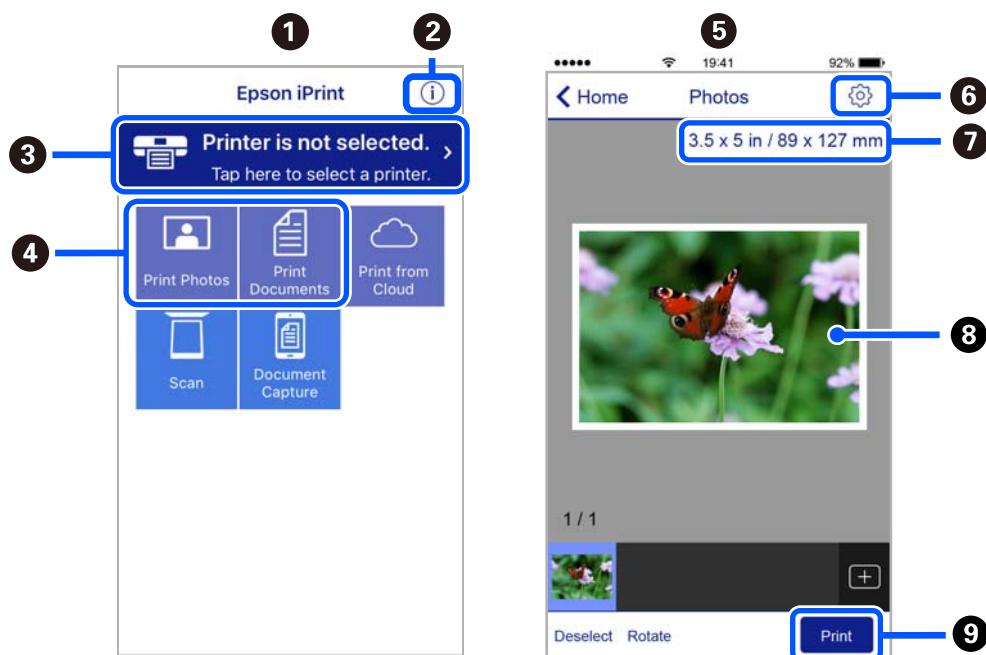 1
2
Epson iPrint
i
3
Printer is not selected.
Tap here to select a printer.
4
Print Photos
Print
Documents
Print from
Cloud
Scan
Document
Capture
5
19:41
92%
Home
Photos
6
3.5 x 5 in / 89 x 127 mm
7
8
1 / 1
Deselect
Rotate
Print
9